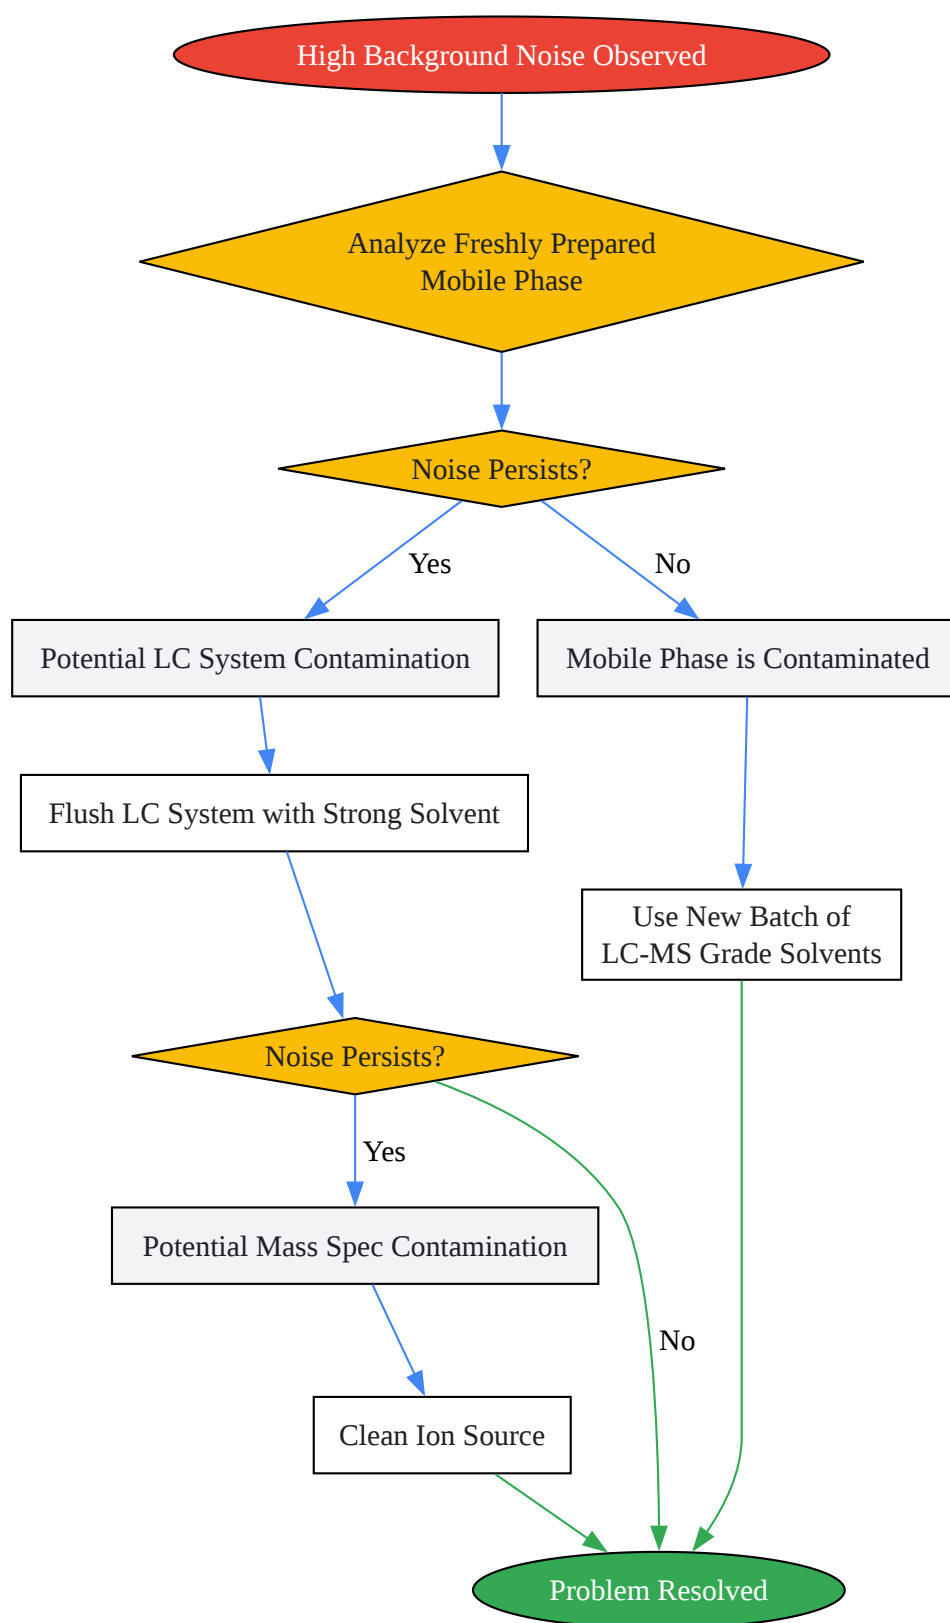 High Background Noise Observed
Analyze Freshly Prepared
Mobile Phase
Noise Persists?
Yes
No
Potential LC System Contamination
Mobile Phase is Contaminated
Flush LC System with Strong Solvent
Use New Batch of
LC-MS Grade Solvents
Noise Persists?
Yes
Potential Mass Spec Contamination
No
Clean Ion Source
Problem Resolved